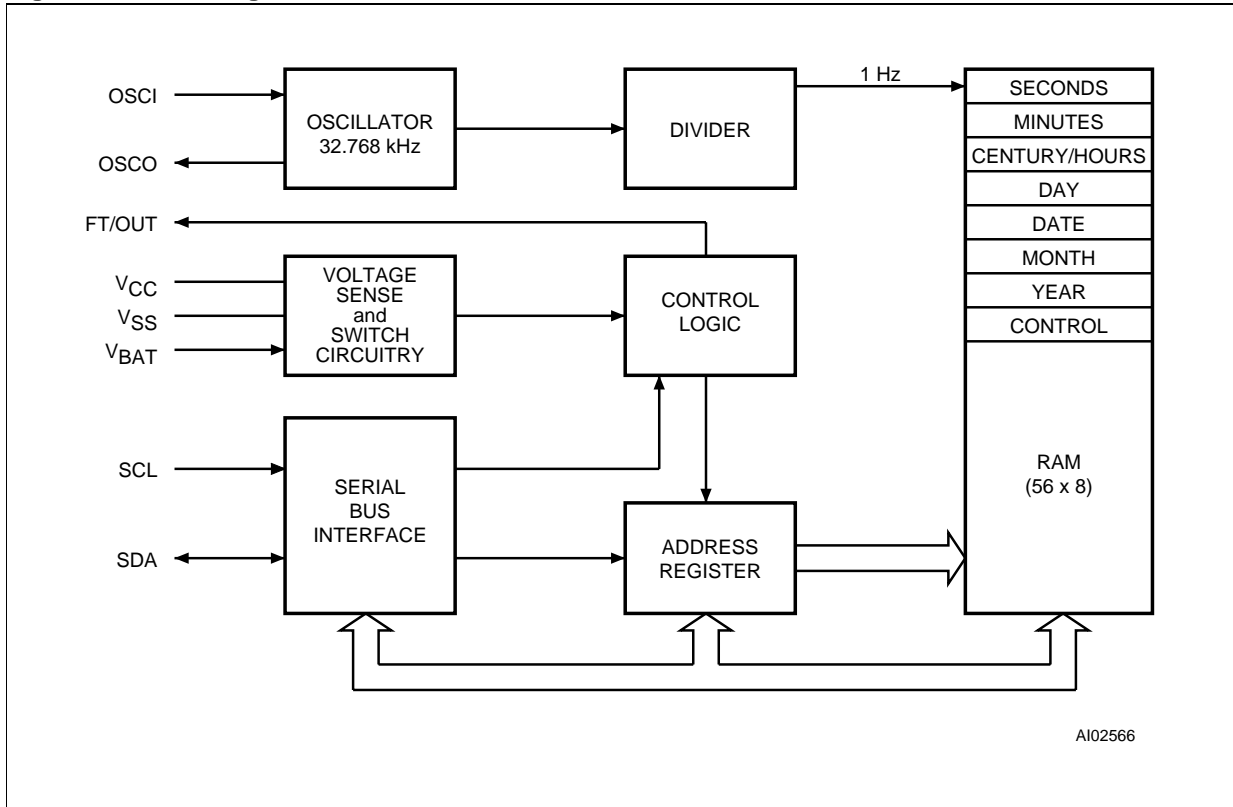 OSCI
OSCO
FT/OUT
VCC
VSS
VBAT
SCL
SDA
OSCILLATOR
32.768 kHz
DIVIDER
1 Hz
VOLTAGE
SENSE
and
SWITCH
CIRCUITRY
CONTROL
LOGIC
SERIAL
BUS
INTERFACE
ADDRESS
REGISTER
SECONDS
MINUTES
CENTURY/HOURS
DAY
DATE
MONTH
YEAR
CONTROL
RAM
(56 x 8)
AI02566